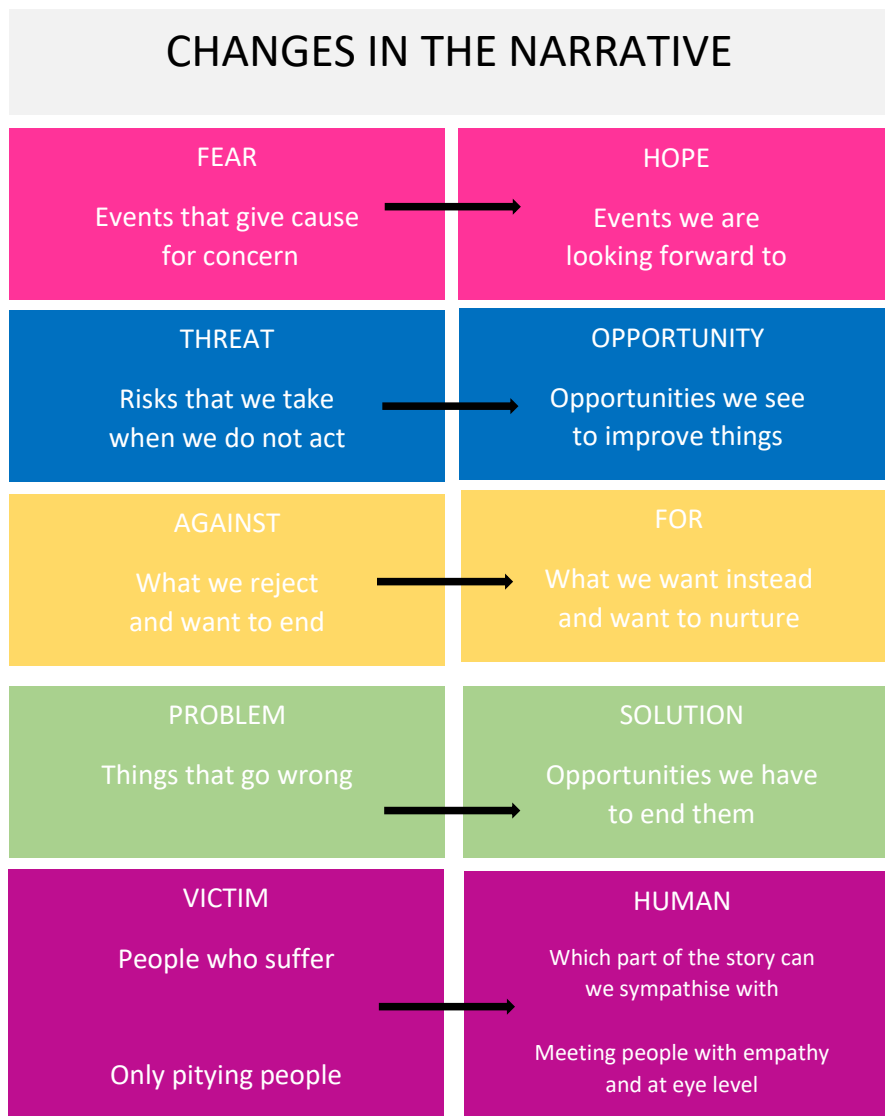 CHANGES IN THE NARRATIVE
FEAR
Events that give cause
for concern
HOPE
Events we are
looking forward to
THREAT
Risks that we take
when we do not act
OPPORTUNITY
Opportunities we see
to improve things
AGAINST
What we reject
and want to end
FOR
What we want instead
and want to nurture
PROBLEM
Things that go wrong
SOLUTION
Opportunities we have
to end them
VICTIM
People who suffer
Only pitying people
HUMAN
Which part of the story can
we sympathise with
Meeting people with empathy
and at eye level